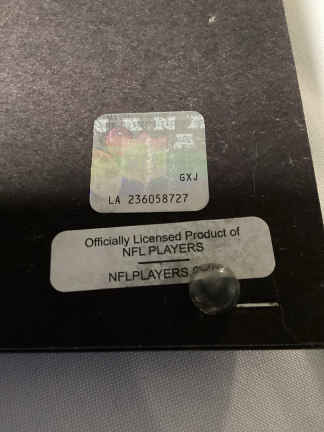 GXJ
LA 236058727
Officially Licensed Product of
NFL PLAYERS
NFLPLAYERS